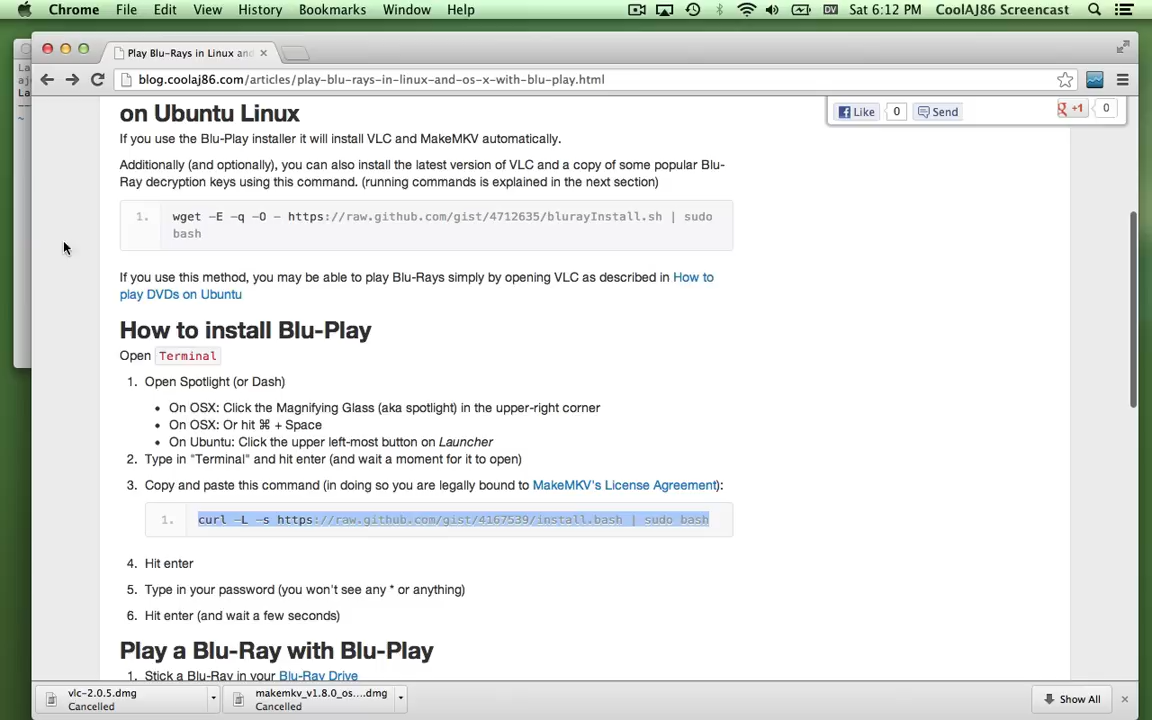 Chrome File Edit View History Bookmarks Window Help
Sat 6:12 PM CoolAJ86 Screencast
Play Blu-Rays in Linux and
blog.coolaj86.com/articles/play-blu-rays-in-linux-and-os-x-with-blu-play.html
Like 0 Send +1 0
on Ubuntu Linux
If you use the Blu-Play installer it will install VLC and MakeMKV automatically.
Additionally (and optionally), you can also install the latest version of VLC and a copy of some popular Blu-
Ray decryption keys using this command. (running commands is explained in the next section)
1. wget -E -q -O - https://raw.github.com/gist/4712635/blurayInstall.sh | sudo
bash
If you use this method, you may be able to play Blu-Rays simply by opening VLC as described in How to
play DVDs on Ubuntu
How to install Blu-Play
Open Terminal
1. Open Spotlight (or Dash)
• On OSX: Click the Magnifying Glass (aka spotlight) in the upper-right corner
• On OSX: Or hit ⌘ + Space
• On Ubuntu: Click the upper left-most button on Launcher
2. Type in "Terminal" and hit enter (and wait a moment for it to open)
3. Copy and paste this command (in doing so you are legally bound to MakeMKV's License Agreement):
1. curl -L -s https://raw.github.com/gist/4167539/install.bash | sudo bash
4. Hit enter
5. Type in your password (you won't see any * or anything)
6. Hit enter (and wait a few seconds)
Play a Blu-Ray with Blu-Play
1. Stick a Blu-Ray in your Blu-Ray Drive
vlc-2.0.5.dmg
Cancelled
makemkv_v1.8.0_os....dmg
Cancelled
Show All